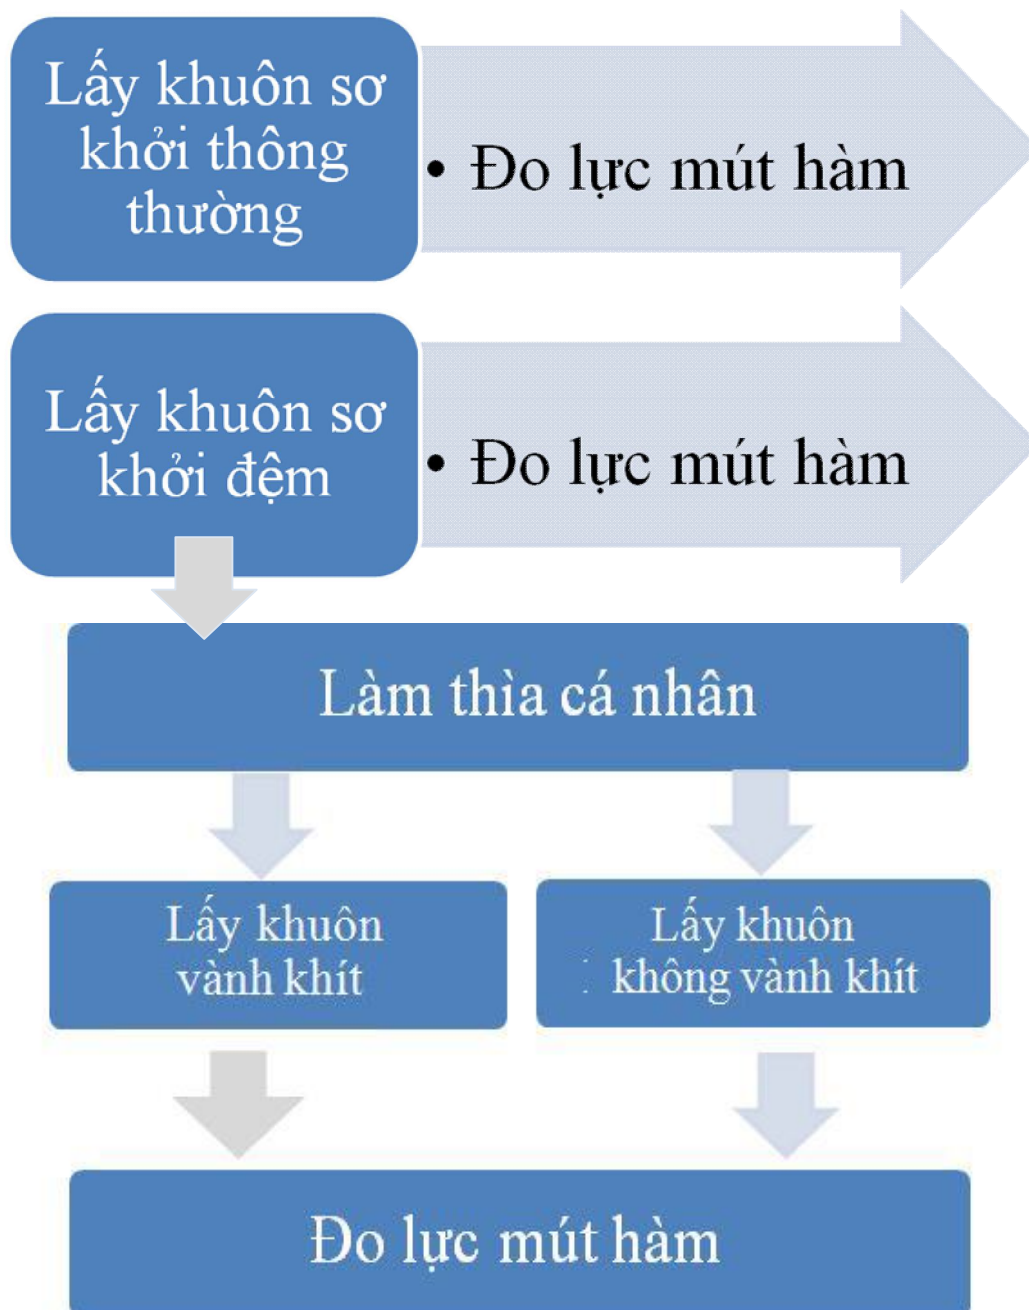 Lấy khuôn sơ
khởi thông
thường
• Đo lực mút hàm
Lấy khuôn sơ
khởi đệm
• Đo lực mút hàm
Làm thìa cá nhân
Lấy khuôn
vành khít
Lấy khuôn
không vành khít
Đo lực mút hàm